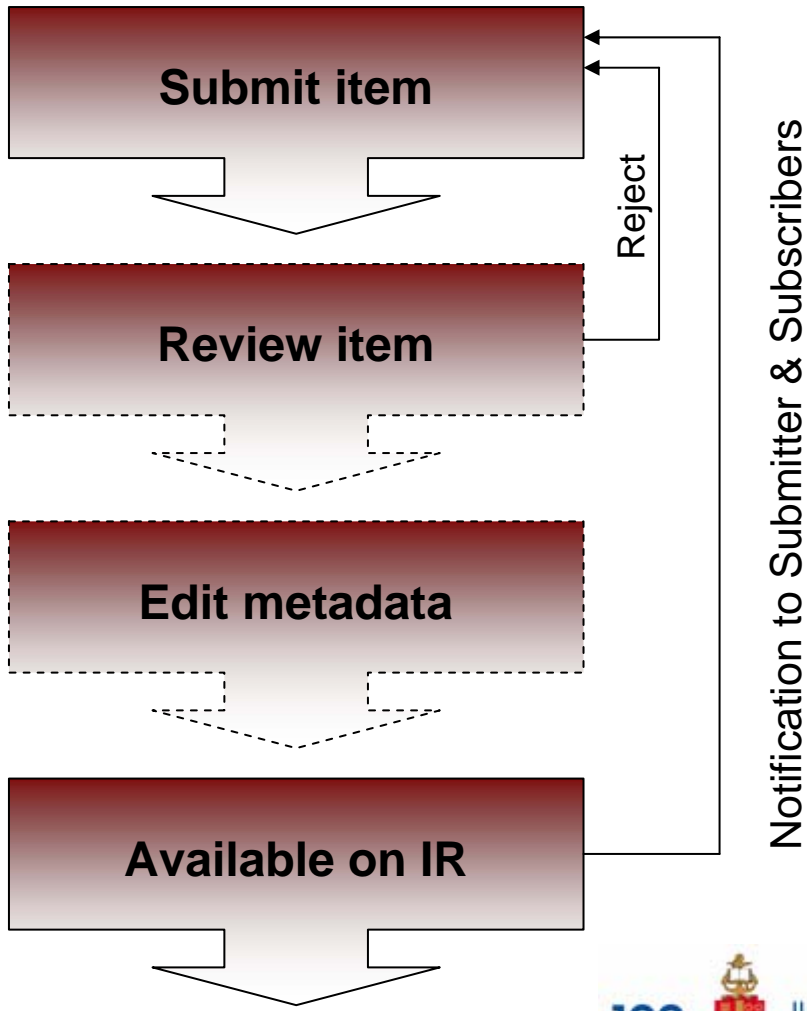 Submit item
Reject
Review item
Edit metadata
Available on IR
Notification to Submitter & Subscribers